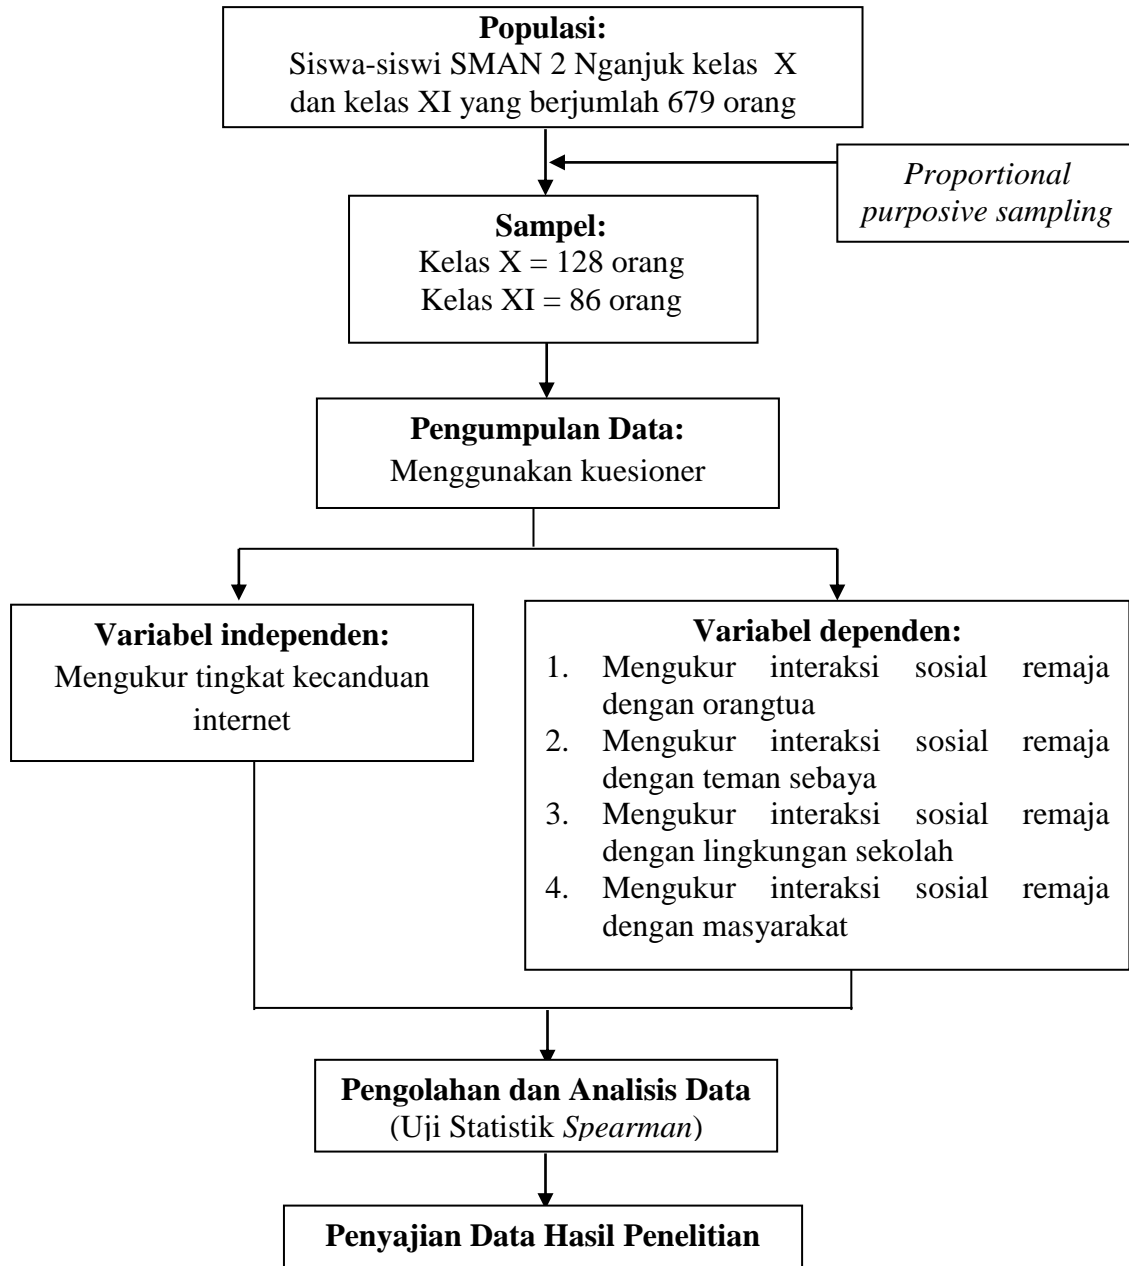 Populasi:
Siswa-siswi SMAN 2 Nganjuk kelas X
dan kelas XI yang berjumlah 679 orang
Proportional
purposive sampling
Sampel:
Kelas X = 128 orang
Kelas XI = 86 orang
Pengumpulan Data:
Menggunakan kuesioner
Variabel independen:
Mengukur tingkat kecanduan
internet
Variabel dependen:
1. Mengukur interaksi sosial remaja
dengan orangtua
2. Mengukur interaksi sosial remaja
dengan teman sebaya
3. Mengukur interaksi sosial remaja
dengan lingkungan sekolah
4. Mengukur interaksi sosial remaja
dengan masyarakat
Pengolahan dan Analisis Data
(Uji Statistik Spearman)
Penyajian Data Hasil Penelitian